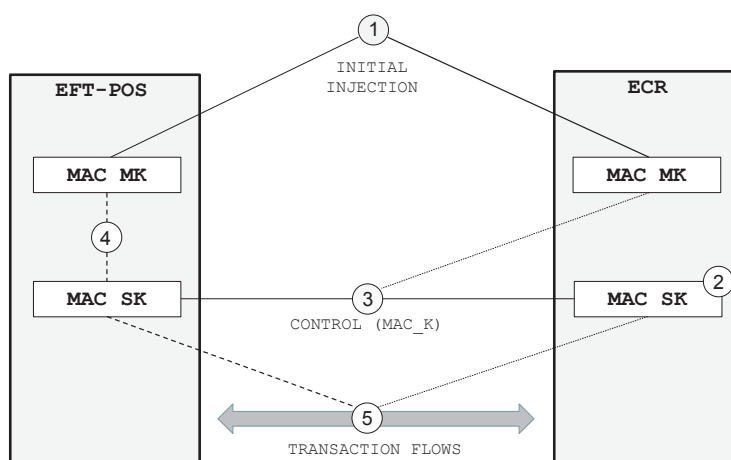 1
INITIAL
INJECTION
EFT-POS
ECR
MAC MK
MAC MK
4
MAC SK
3
MAC SK
2
CONTROL (MAC_K)
5
TRANSACTION FLOWS